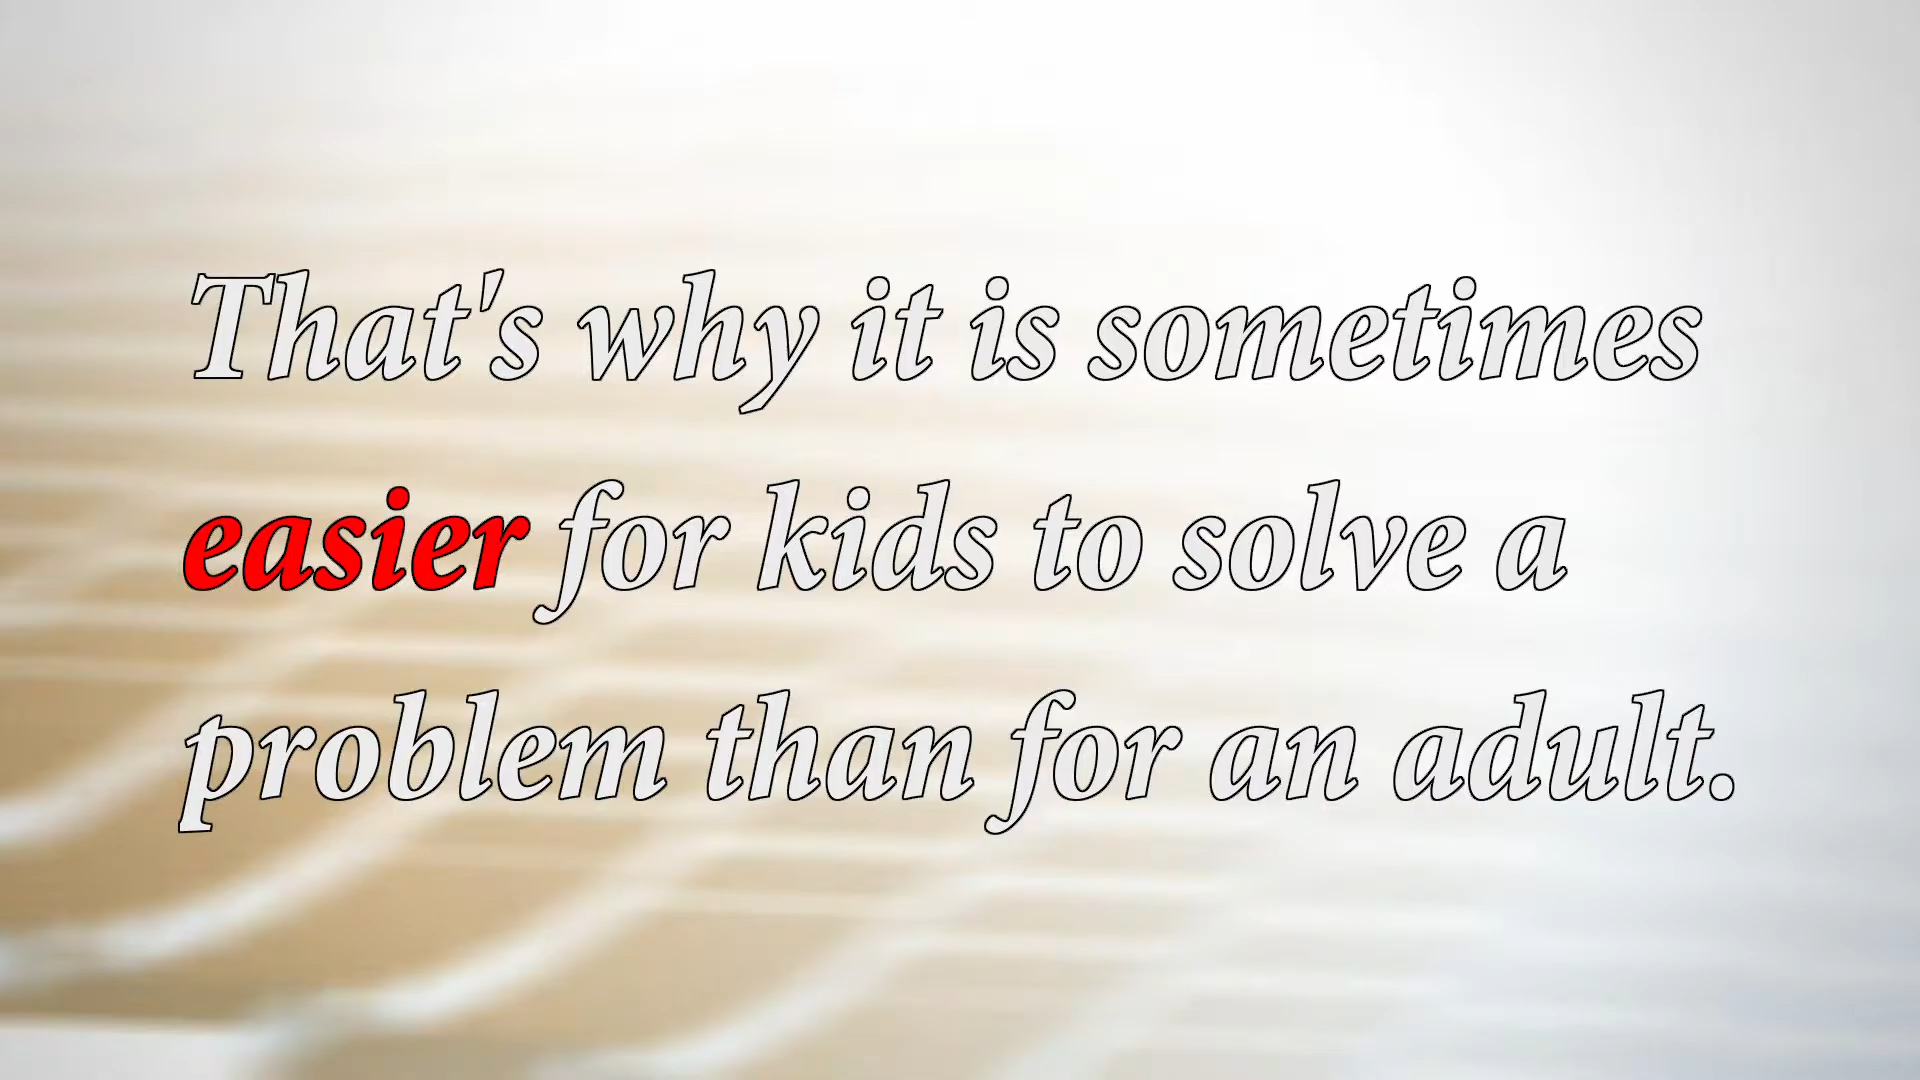 That's why it is sometimes
easier for kids to solve a
problem than for an adult.